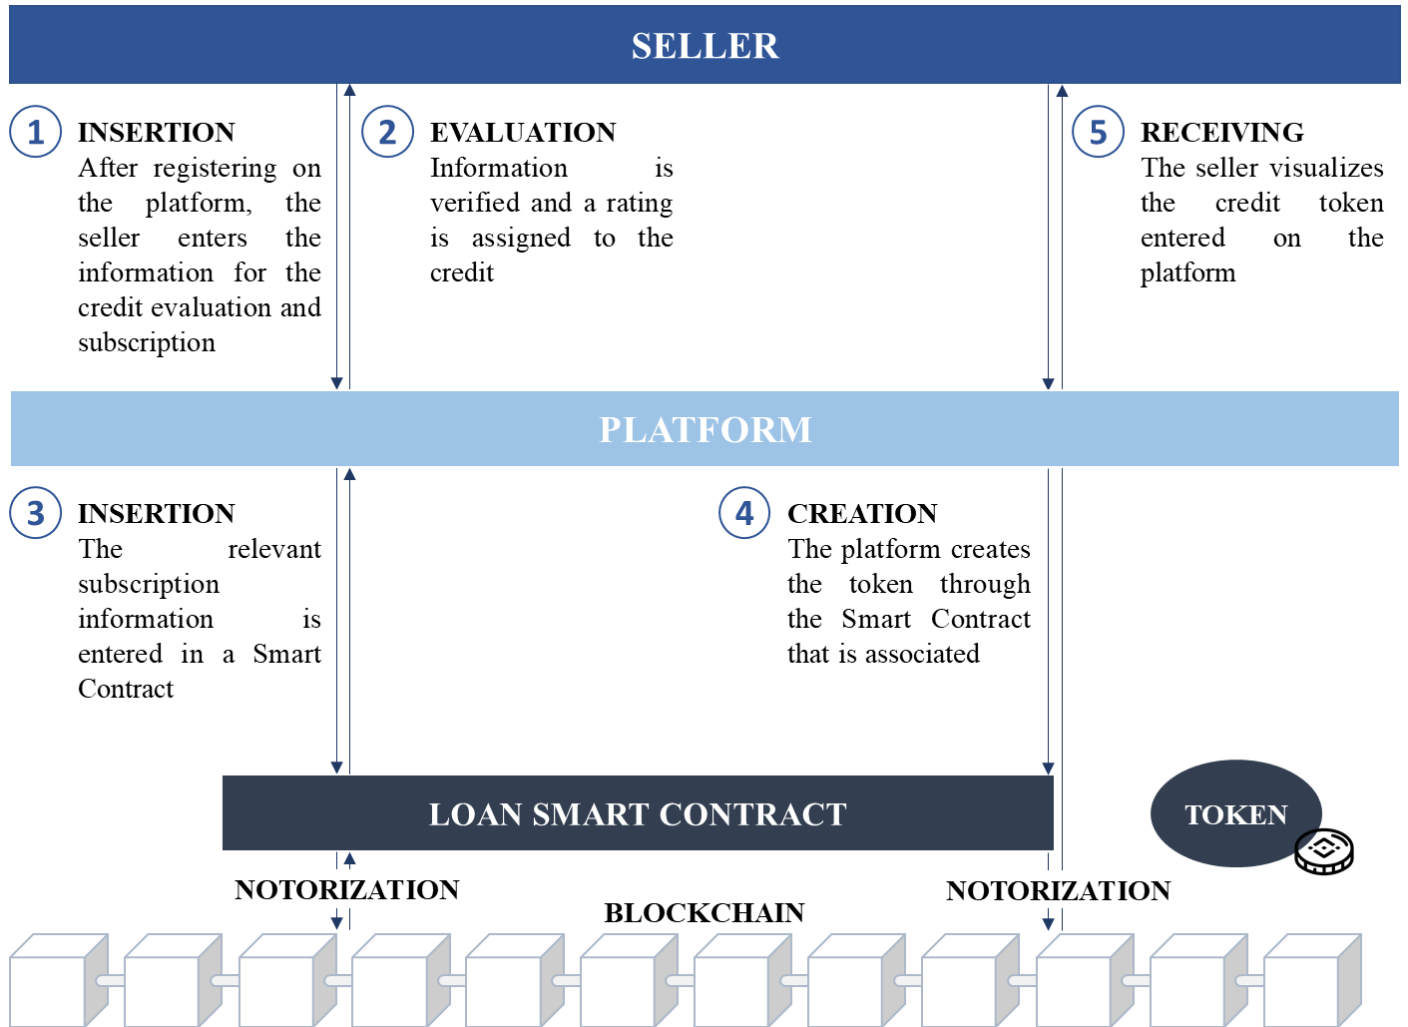 SELLER
1
INSERTION
After registering on
the platform, the
seller enters the
information for the
credit evaluation and
subscription
2
EVALUATION
Information is
verified and a rating
is assigned to the
credit
5
RECEIVING
The seller visualizes
the credit token
entered on the
platform
PLATFORM
3
INSERTION
The relevant
subscription
information is
entered in a Smart
Contract
4
CREATION
The platform creates
the token through
the Smart Contract
that is associated
LOAN SMART CONTRACT
TOKEN
NOTORIZATION
NOTORIZATION
BLOCKCHAIN